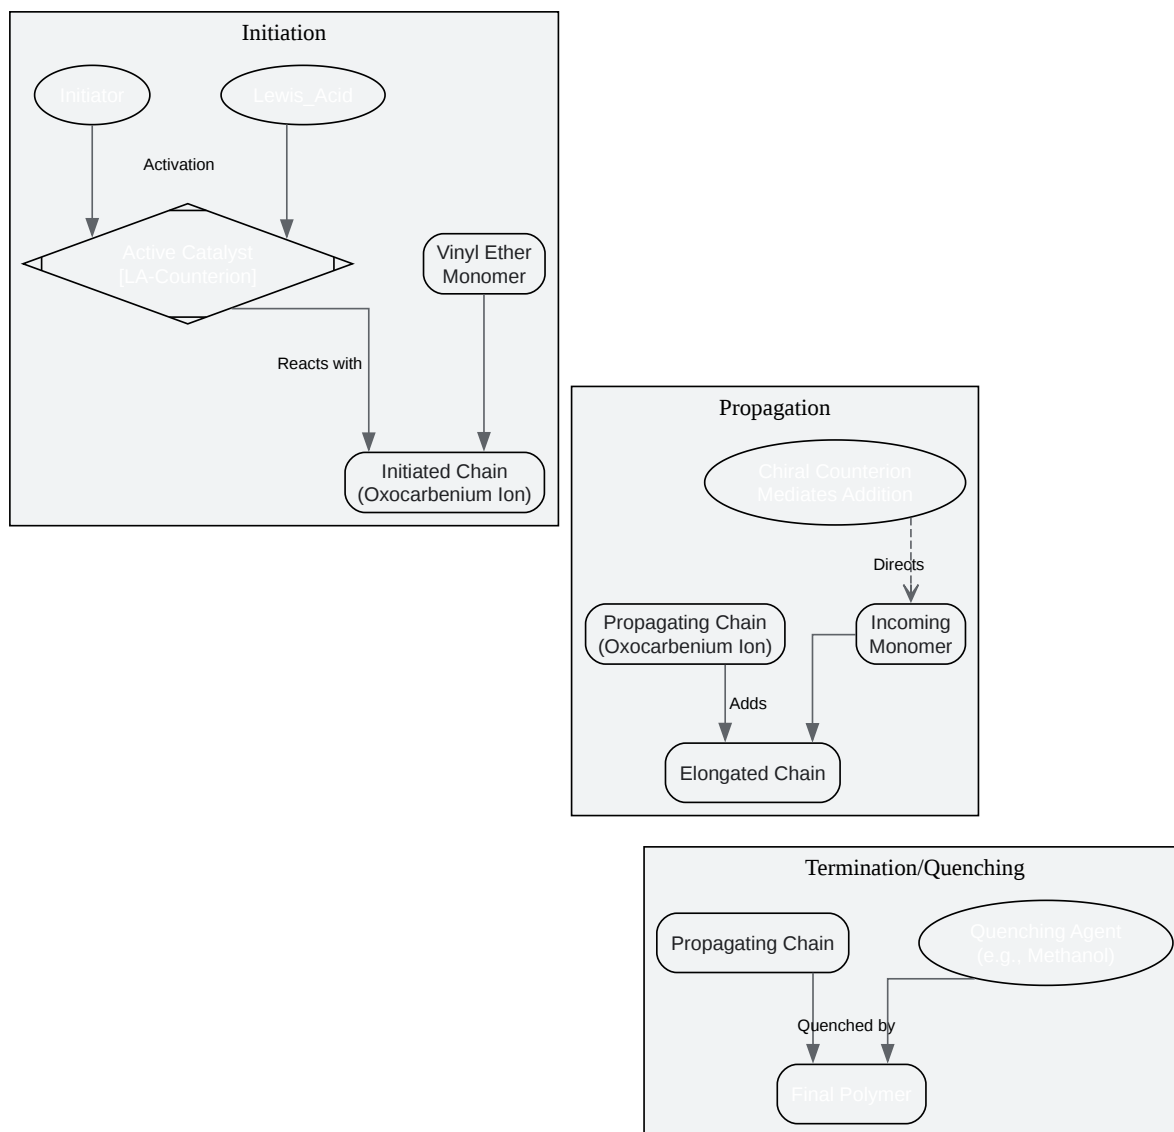 Initiation
Initiator
Lewis_Acid
Activation
Active Catalyst
[LA-Counterion]
Vinyl Ether
Monomer
Reacts with
Initiated Chain
(Oxocarbenium Ion)
Propagation
Chiral Counterion
Mediates Addition
Directs
Propagating Chain
(Oxocarbenium Ion)
Incoming
Monomer
Adds
Elongated Chain
Termination/Quenching
Propagating Chain
Quenching Agent
(e.g., Methanol)
Quenched by
Final Polymer